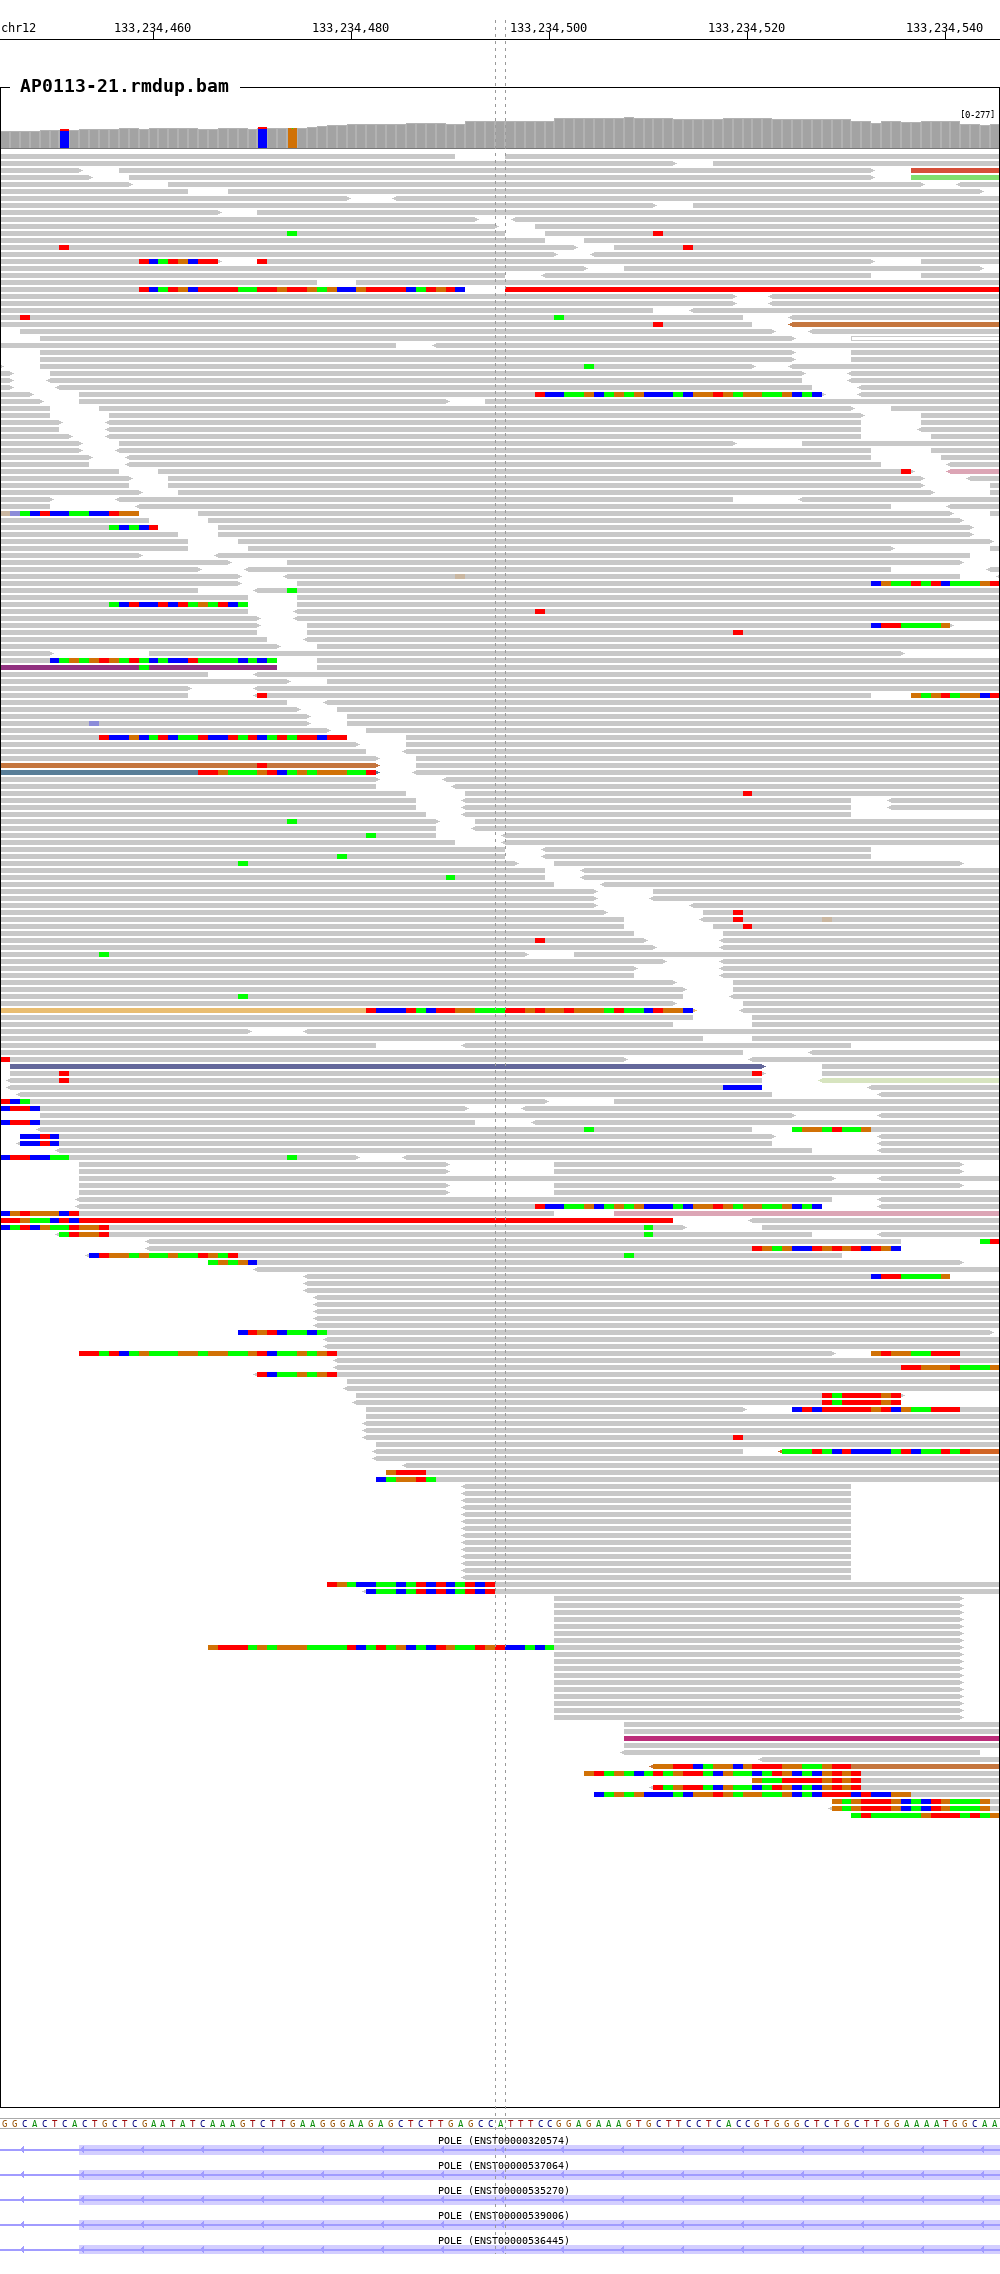 chr12 133,234,460 133,234,480 133,234,500 133,234,520 133,234,540
AP0113-21.rmdup.bam
[0-277]
G G C A C T C A C T G C T C G A A T A T C A A A G T C T T G A A G G G A A G A G C T C T T G A G C C A T T T C C G G A G A A A G T G C T T C C T C A C C G T G G G C T C T G C T T G G A A A A T G G C A A
POLE (ENST00000320574)
POLE (ENST00000537064)
POLE (ENST00000535270)
POLE (ENST00000539006)
POLE (ENST00000536445)